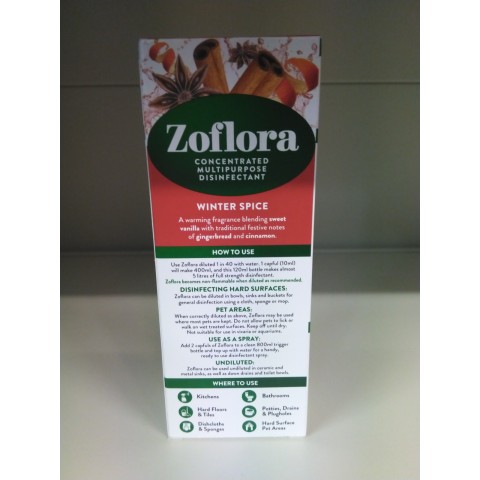 Zoflora
CONCENTRATED
MULTIPURPOSE
DISINFECTANT
WINTER SPICE
A warming fragrance blending sweet
vanilla with traditional festive notes
of gingerbread and cinnamon.
HOW TO USE
Use Zoflora diluted 1 in 40 with water. 1 capful (10ml)
will make 400ml, and this 120ml bottle makes almost
5 litres of full strength disinfectant.
Zoflora becomes non-flammable when diluted as recommended.
DISINFECTING HARD SURFACES:
Zoflora can be diluted in bowls, sinks and buckets for
general disinfection using a cloth, sponge or mop.
PET AREAS:
When correctly diluted as above, Zoflora may be used
where most pets are kept. Do not allow pets to lick or
walk on wet treated surfaces. Keep off until dry.
Not suitable for use in vivaria or aquariums.
USE AS A SPRAY:
Add 2 capfuls of Zoflora to a clean 800ml trigger
bottle and top up with water for a handy,
ready to use disinfectant spray.
UNDILUTED:
Zoflora can be used undiluted in ceramic and
metal sinks, as well as down drains and toilet bowls.
WHERE TO USE
Kitchens
Bathrooms
Hard Floors
& Tiles
Potties, Drains
& Plugholes
Dishcloths
& Sponges
Hard Surface
Pet Areas